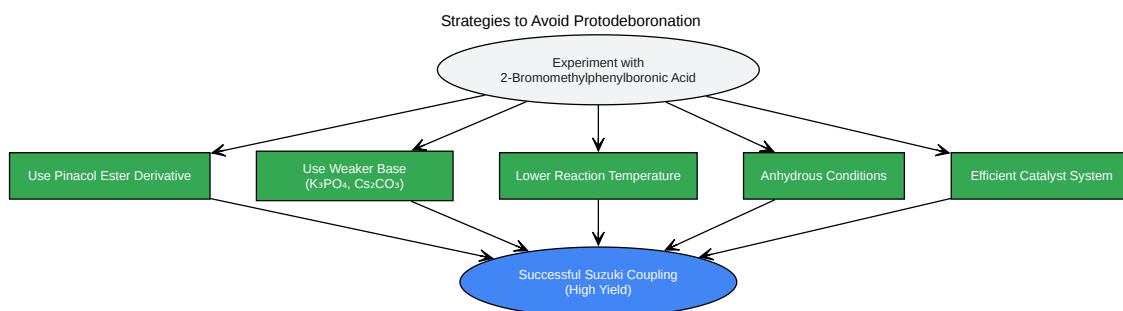 Strategies to Avoid Protodeboronation
Experiment with
2-Bromomethylphenylboronic Acid
Use Pinacol Ester Derivative
Use Weaker Base
(K₃PO₄, Cs₂CO₃)
Lower Reaction Temperature
Anhydrous Conditions
Efficient Catalyst System
Successful Suzuki Coupling
(High Yield)